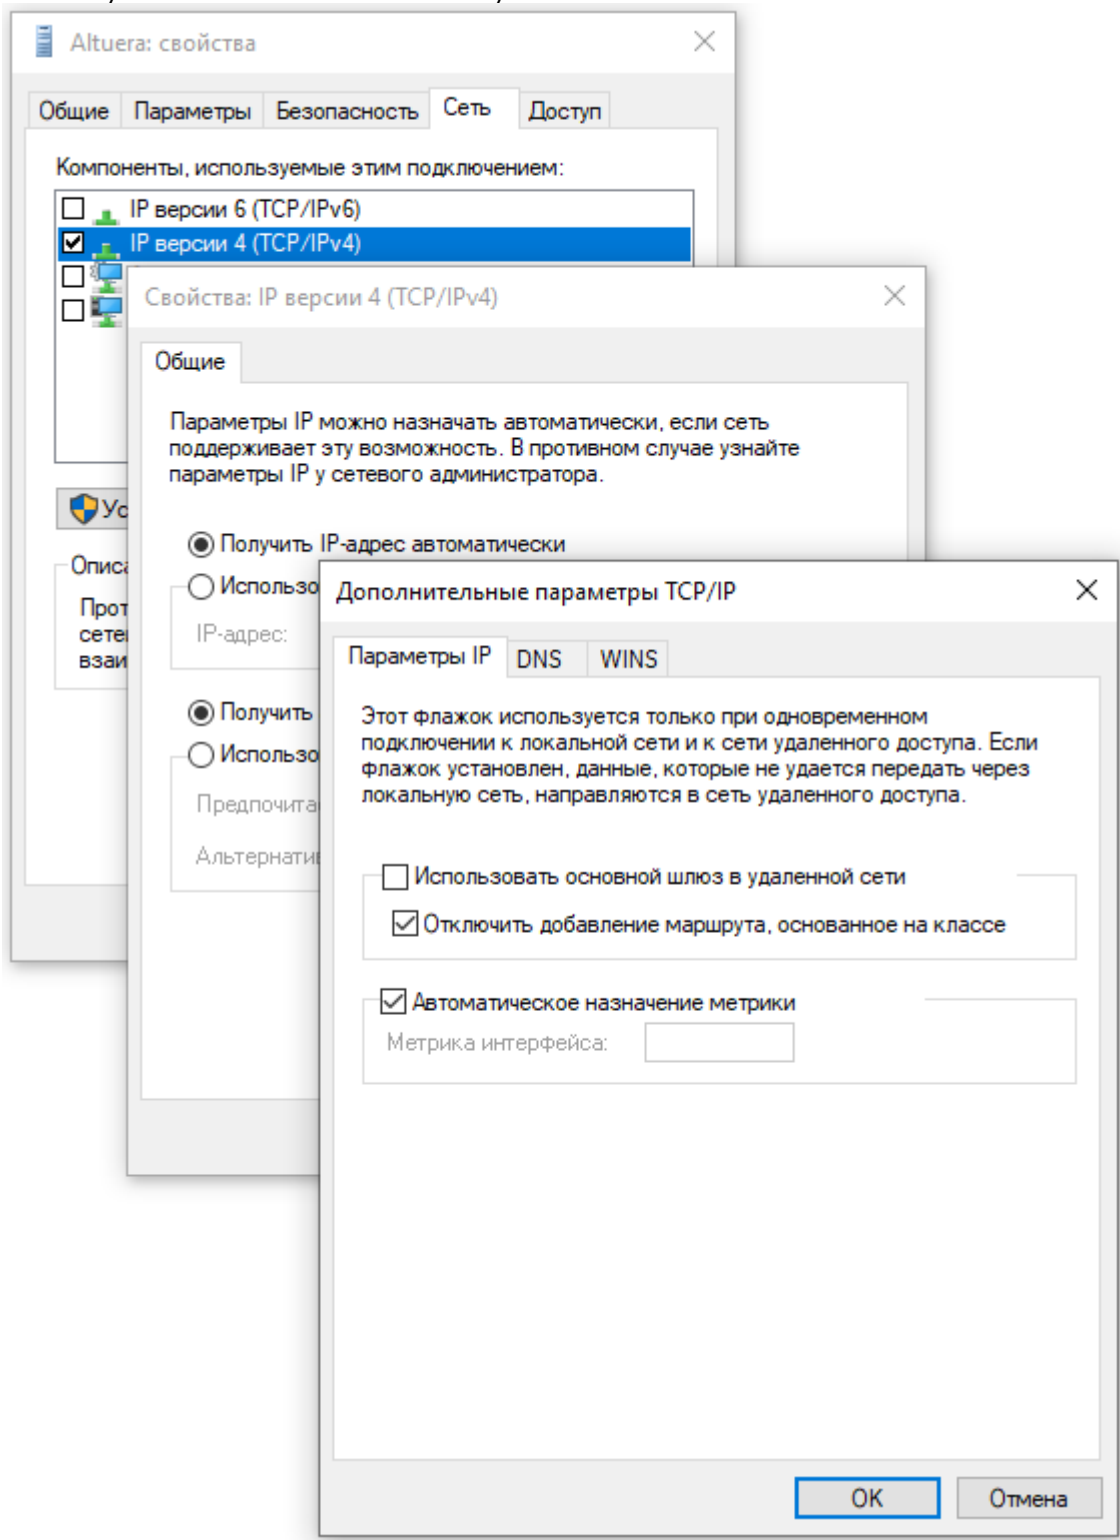 Altuera: свойства
Общие Параметры Безопасность Сеть Доступ
Компоненты, используемые этим подключением:
IP версии 6 (TCP/IPv6)
IP версии 4 (TCP/IPv4)
Свойства: IP версии 4 (TCP/IPv4)
Общие
Параметры IP можно назначать автоматически, если сеть
поддерживает эту возможность. В противном случае узнайте
параметры IP у сетевого администратора.
Получить IP-адрес автоматически
IP-адрес:
Получить
Дополнительные параметры TCP/IP
Параметры IP DNS WINS
Этот флажок используется только при одновременном
подключении к локальной сети и к сети удаленного доступа. Если
флажок установлен, данные, которые не удается передать через
локальную сеть, направляются в сеть удаленного доступа.
Использовать основной шлюз в удаленной сети
Отключить добавление маршрута, основанное на классе
Автоматическое назначение метрики
Метрика интерфейса:
OK Отмена